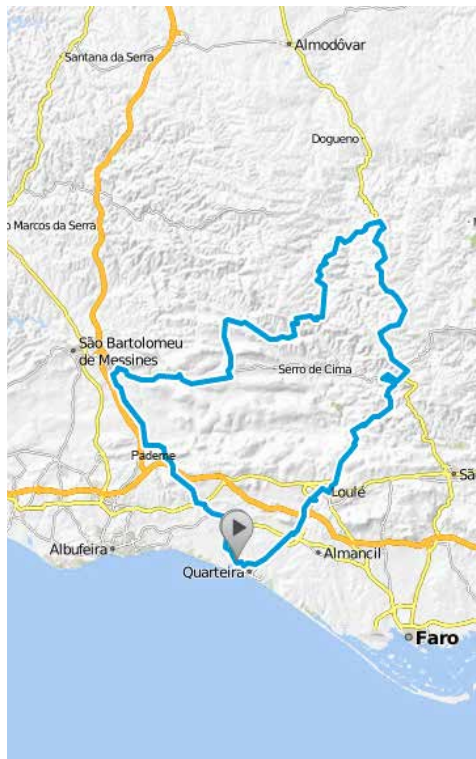 Almodôvar
Santana da Serra
Dogueno
o Marcos da Serra
São Bartolomeu
de Messines
Serro de Cima
Paderne
Loulé
Sã
Albufeira
Almancil
Quarteira
Faro